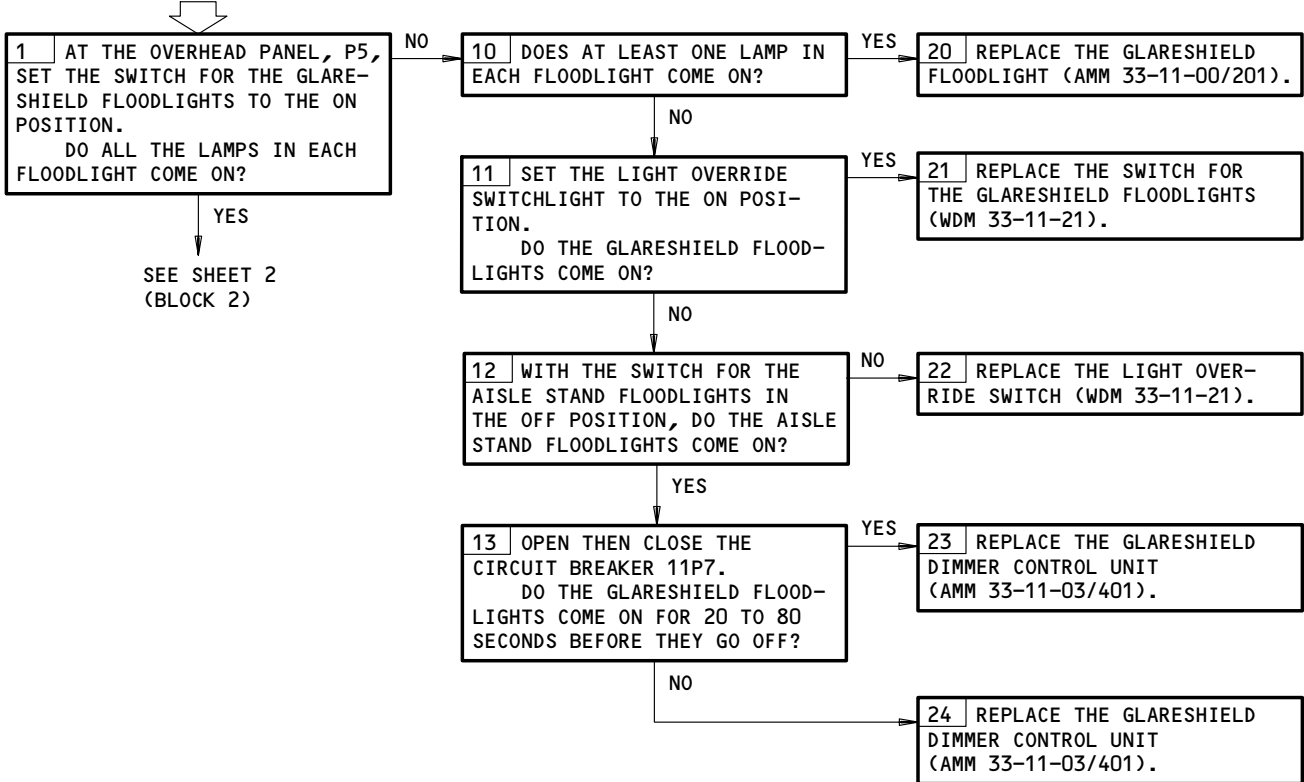 1 AT THE OVERHEAD PANEL, P5,
SET THE SWITCH FOR THE GLARE-
SHIELD FLOODLIGHTS TO THE ON
POSITION.
DO ALL THE LAMPS IN EACH
FLOODLIGHT COME ON?
NO
YES
SEE SHEET 2
(BLOCK 2)
10 DOES AT LEAST ONE LAMP IN
EACH FLOODLIGHT COME ON?
YES
NO
20 REPLACE THE GLARESHIELD
FLOODLIGHT (AMM 33-11-00/201).
11 SET THE LIGHT OVERRIDE
SWITCHLIGHT TO THE ON POSI-
TION.
DO THE GLARESHIELD FLOOD-
LIGHTS COME ON?
YES
NO
21 REPLACE THE SWITCH FOR
THE GLARESHIELD FLOODLIGHTS
(WDM 33-11-21).
12 WITH THE SWITCH FOR THE
AISLE STAND FLOODLIGHTS IN
THE OFF POSITION, DO THE AISLE
STAND FLOODLIGHTS COME ON?
NO
YES
22 REPLACE THE LIGHT OVER-
RIDE SWITCH (WDM 33-11-21).
13 OPEN THEN CLOSE THE
CIRCUIT BREAKER 11P7.
DO THE GLARESHIELD FLOOD-
LIGHTS COME ON FOR 20 TO 80
SECONDS BEFORE THEY GO OFF?
YES
NO
23 REPLACE THE GLARESHIELD
DIMMER CONTROL UNIT
(AMM 33-11-03/401).
24 REPLACE THE GLARESHIELD
DIMMER CONTROL UNIT
(AMM 33-11-03/401).